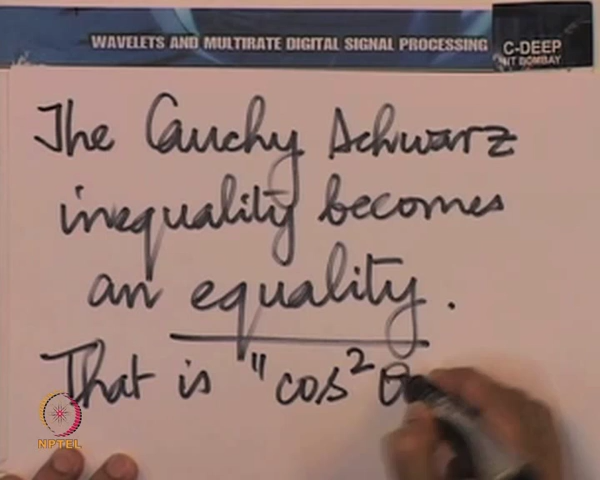 WAVELETS AND MULTIRATE DIGITAL SIGNAL PROCESSING
C-DEEP
IIT BOMBAY
The Cauchy Schwarz
inequality becomes
an equality.
That is "cos² θ
NPTEL